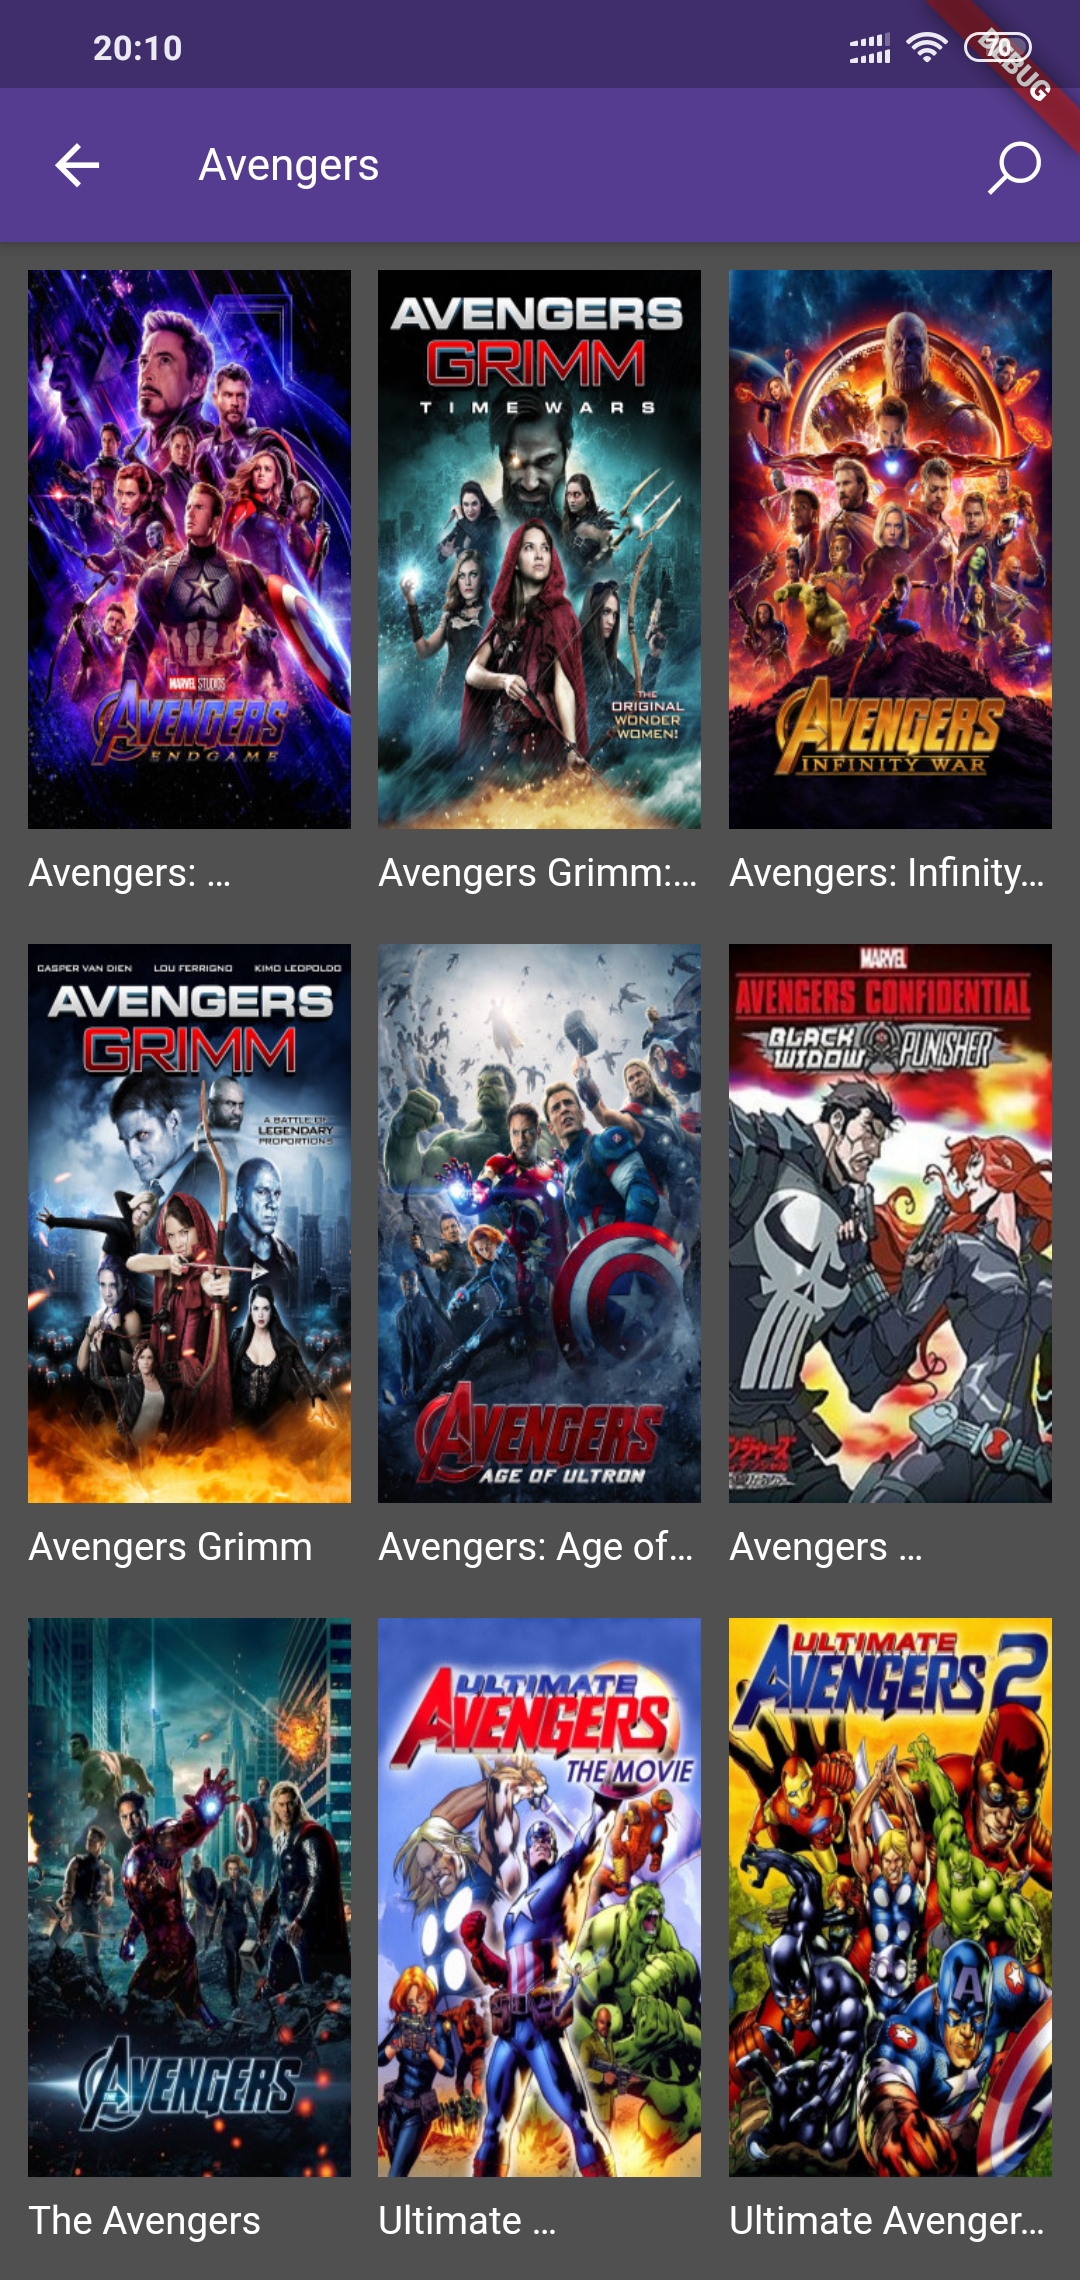 20:10
70
DEBUG
Avengers
MARVEL STUDIOS
AVENGERS
ENDGAME
AVENGERS
GRIMM
TIME WARS
THE
ORIGINAL
WONDER
WOMEN!
AVENGERS
INFINITY WAR
Avengers: ...
Avengers Grimm:...
Avengers: Infinity...
CASPER VAN DIEN LOU FERRIGNO KIMO LEOPOLDO
AVENGERS
GRIMM
A BATTLE OF
LEGENDARY
PROPORTIONS
AVENGERS
AGE OF ULTRON
MARVEL
AVENGERS CONFIDENTIAL
BLACK
WIDOW
PUNISHER
Avengers Grimm
Avengers: Age of...
Avengers ...
THE
AVENGERS
ULTIMATE
AVENGERS
THE MOVIE
ULTIMATE
AVENGERS 2
The Avengers
Ultimate ...
Ultimate Avenger...